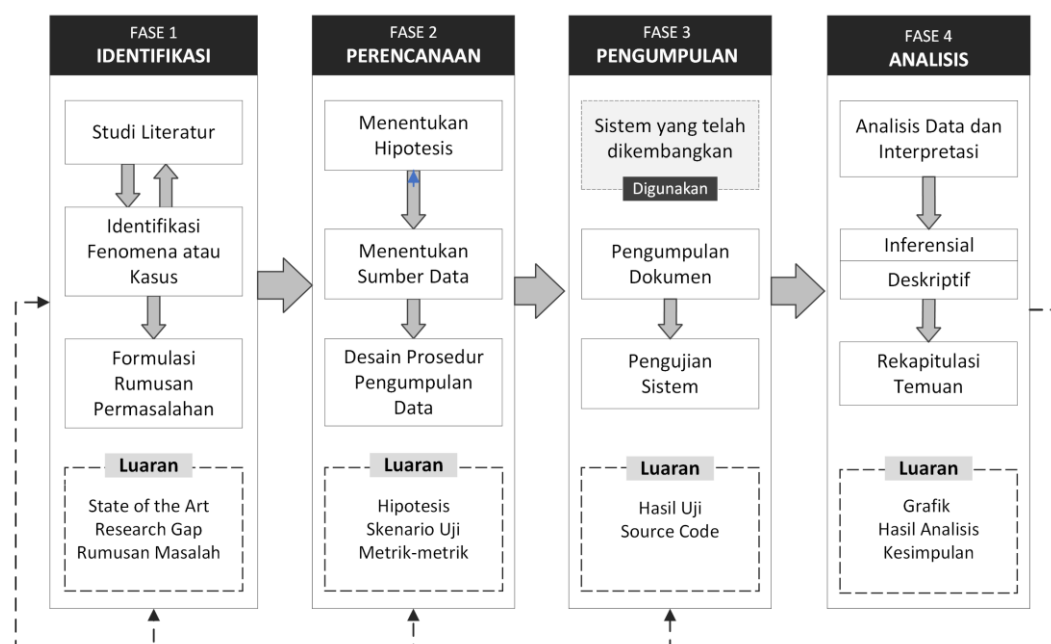 FASE 1
IDENTIFIKASI
Studi Literatur
Identifikasi
Fenomena atau
Kasus
Formulasi
Rumusan
Permasalahan
Luaran
State of the Art
Research Gap
Rumusan Masalah
FASE 2
PERENCANAAN
Menentukan
Hipotesis
Menentukan
Sumber Data
Desain Prosedur
Pengumpulan
Data
Luaran
Hipotesis
Skenario Uji
Metrik-metrik
FASE 3
PENGUMPULAN
Sistem yang telah
dikembangkan
Digunakan
Pengumpulan
Dokumen
Pengujian
Sistem
Luaran
Hasil Uji
Source Code
FASE 4
ANALISIS
Analisis Data dan
Interpretasi
Inferensial
Deskriptif
Rekapitulasi
Temuan
Luaran
Grafik
Hasil Analisis
Kesimpulan